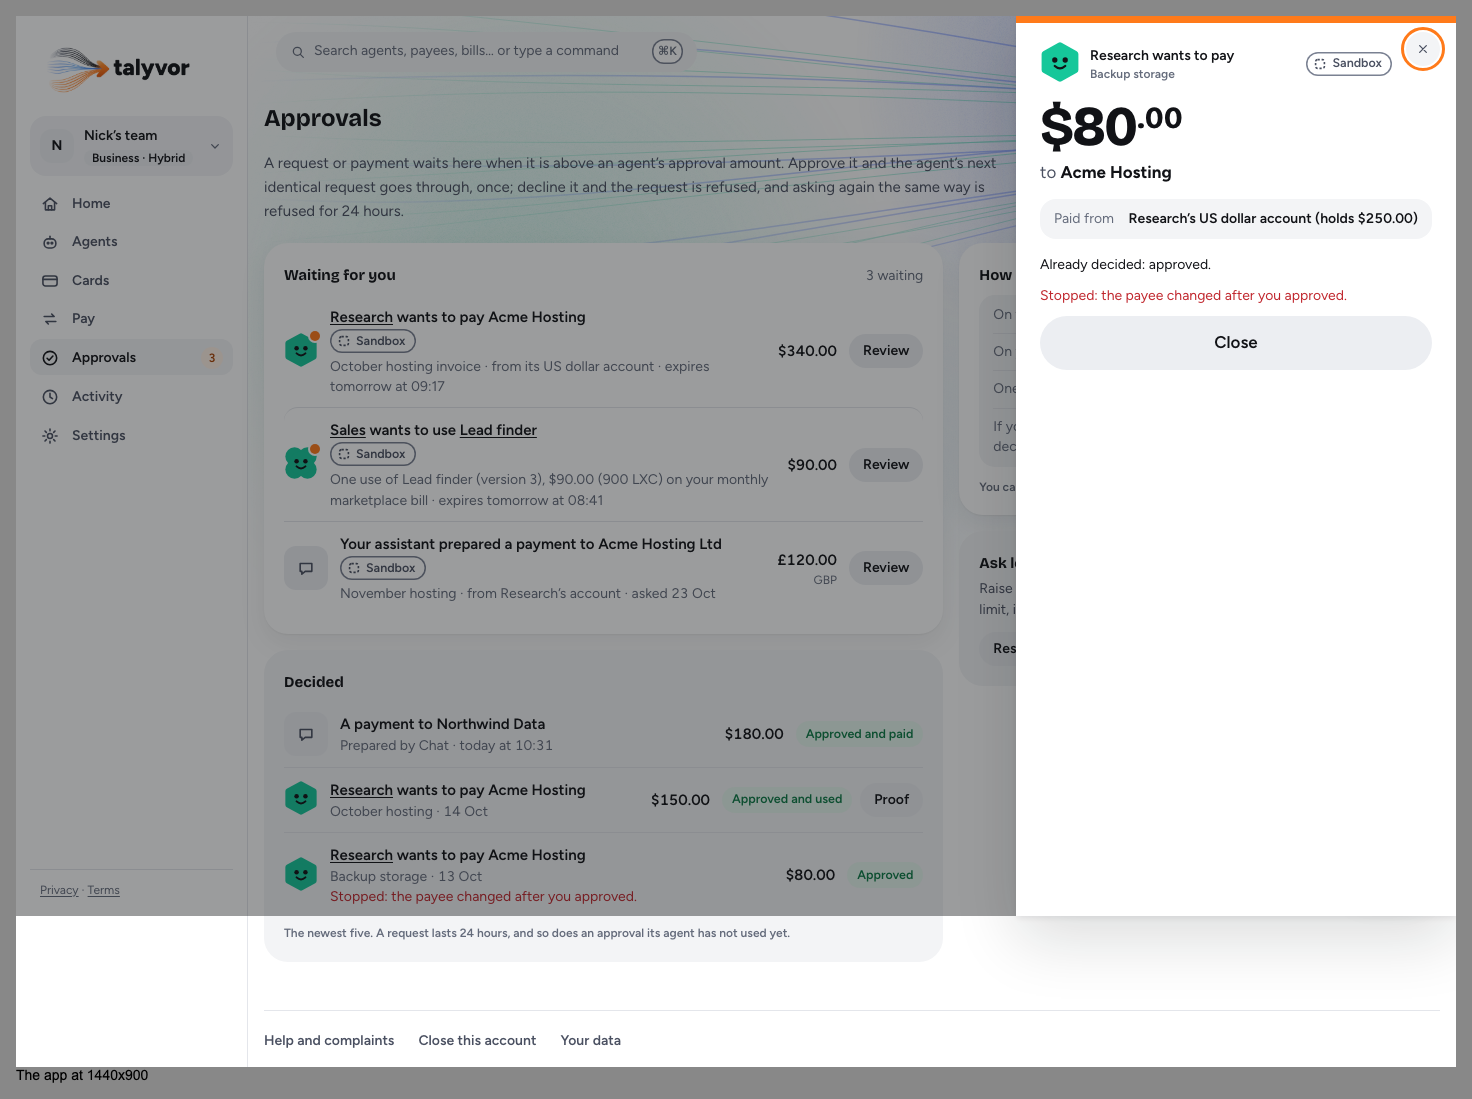 talyvor
N
Nick's team
Business · Hybrid
Home
Agents
Cards
Pay
Approvals
3
Activity
Settings
Privacy · Terms
Search agents, payees, bills... or type a command
⌘K
Approvals
A request or payment waits here when it is above an agent's approval amount. Approve it and the agent's next
identical request goes through, once; decline it and the request is refused, and asking again the same way is
refused for 24 hours.
Waiting for you
3 waiting
Research wants to pay Acme Hosting
Sandbox
October hosting invoice · from its US dollar account · expires
tomorrow at 09:17
$340.00
Review
Sales wants to use Lead finder
Sandbox
One use of Lead finder (version 3), $90.00 (900 LXC) on your monthly
marketplace bill · expires tomorrow at 08:41
$90.00
Review
Your assistant prepared a payment to Acme Hosting Ltd
Sandbox
November hosting · from Research's account · asked 23 Oct
£120.00
GBP
Review
Decided
A payment to Northwind Data
Prepared by Chat · today at 10:31
$180.00
Approved and paid
Research wants to pay Acme Hosting
October hosting · 14 Oct
$150.00
Approved and used
Proof
Research wants to pay Acme Hosting
Backup storage · 13 Oct
Stopped: the payee changed after you approved.
$80.00
Approved
The newest five. A request lasts 24 hours, and so does an approval its agent has not used yet.
How
On
On
One
If yo
dec
You ca
Ask l
Raise
limit, i
Res
Research wants to pay
Backup storage
Sandbox
$80.00
to Acme Hosting
Paid from Research's US dollar account (holds $250.00)
Already decided: approved.
Stopped: the payee changed after you approved.
Close
Help and complaints
Close this account
Your data
The app at 1440x900